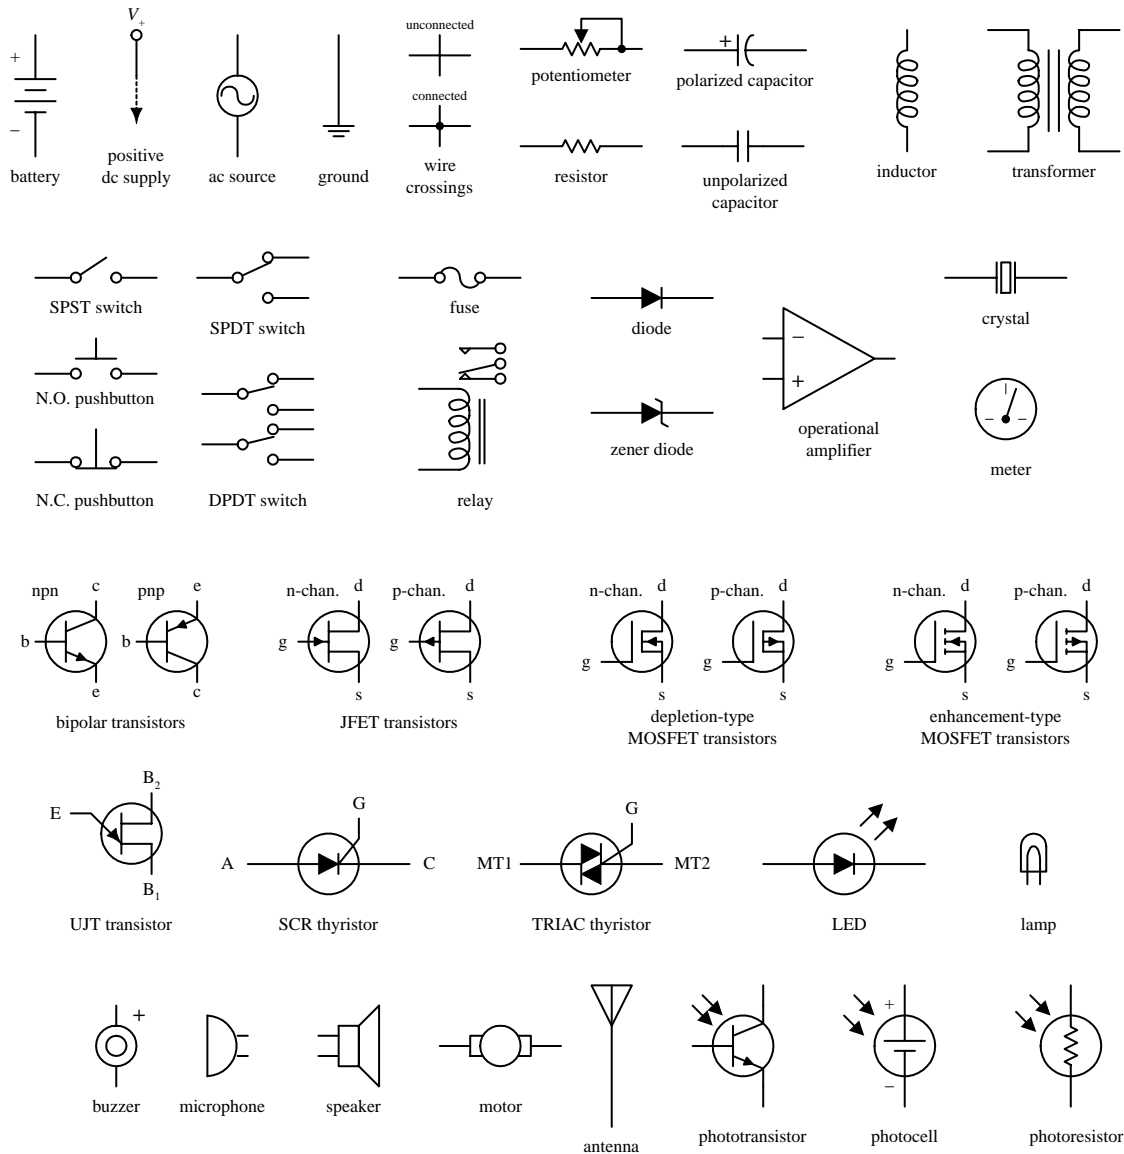 V+
+
−
battery
positive
dc supply
ac source
ground
unconnected
connected
wire
crossings
potentiometer
resistor
+
polarized capacitor
unpolarized
capacitor
inductor
transformer
SPST switch
SPDT switch
fuse
diode
−
+
operational
amplifier
crystal
N.O. pushbutton
N.C. pushbutton
DPDT switch
relay
zener diode
− | −
meter
npn
c
b
e
pnp
e
b
c
bipolar transistors
n-chan.
d
g
s
p-chan.
d
g
s
JFET transistors
n-chan.
d
g
s
p-chan.
d
g
s
depletion-type
MOSFET transistors
n-chan.
d
g
s
p-chan.
d
g
s
enhancement-type
MOSFET transistors
B2
E
B1
UJT transistor
G
A
C
SCR thyristor
G
MT1
MT2
TRIAC thyristor
LED
lamp
+
buzzer
microphone
speaker
motor
antenna
phototransistor
+
−
photocell
photoresistor